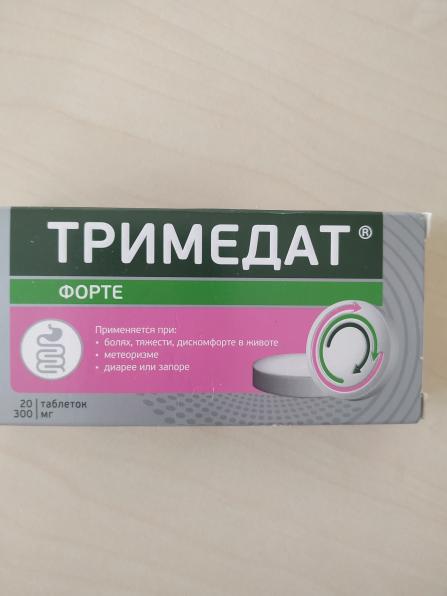 ТРИМЕДАТ®
ФОРТЕ
Применяется при:
• болях, тяжести, дискомфорте в животе
• метеоризме
• диарее или запоре
20 | таблеток
300 | мг